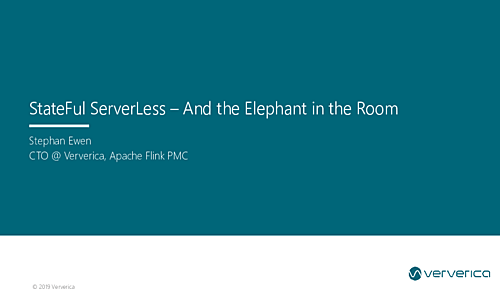 StateFul ServerLess – And the Elephant in the Room
Stephan Ewen
CTO @ Ververica, Apache Flink PMC
ververica
© 2019 Ververica